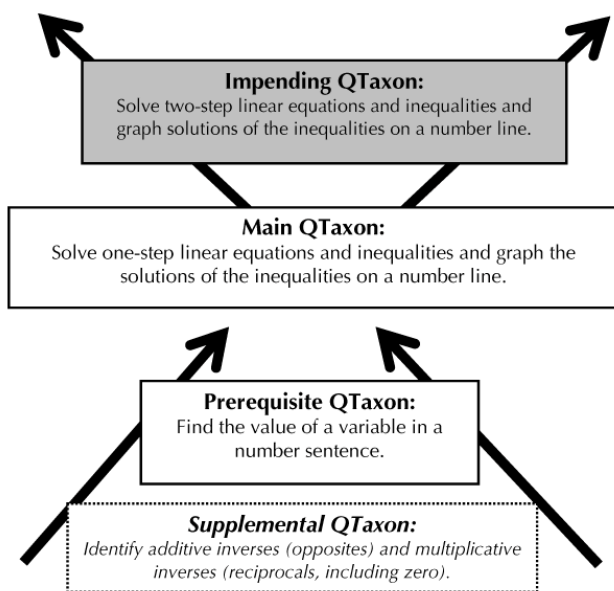 Impending QTaxon:
Solve two-step linear equations and inequalities and
graph solutions of the inequalities on a number line.
Main QTaxon:
Solve one-step linear equations and inequalities and graph the
solutions of the inequalities on a number line.
Prerequisite QTaxon:
Find the value of a variable in a
number sentence.
Supplemental QTaxon:
Identify additive inverses (opposites) and multiplicative
inverses (reciprocals, including zero).